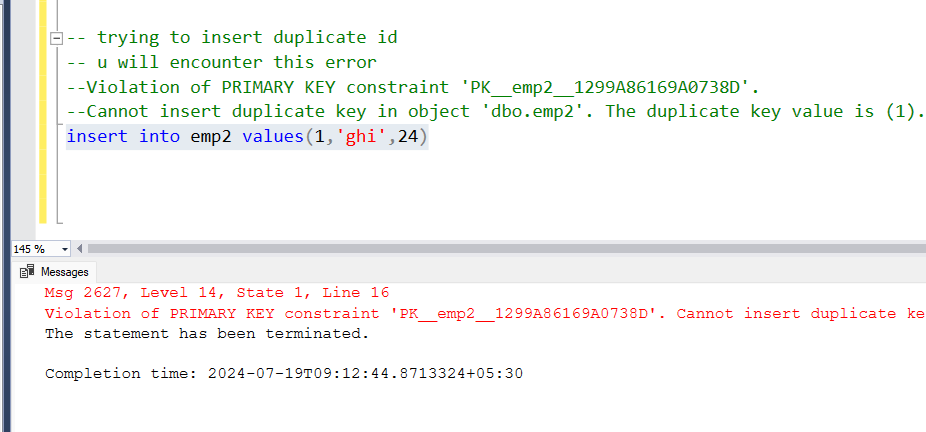 -- trying to insert duplicate id
-- u will encounter this error
--Violation of PRIMARY KEY constraint 'PK__emp2__1299A86169A0738D'.
--Cannot insert duplicate key in object 'dbo.emp2'. The duplicate key value is (1).
insert into emp2 values(1,'ghi',24)
145 %
Messages
Msg 2627, Level 14, State 1, Line 16
Violation of PRIMARY KEY constraint 'PK__emp2__1299A86169A0738D'. Cannot insert duplicate ke
The statement has been terminated.
Completion time: 2024-07-19T09:12:44.8713324+05:30